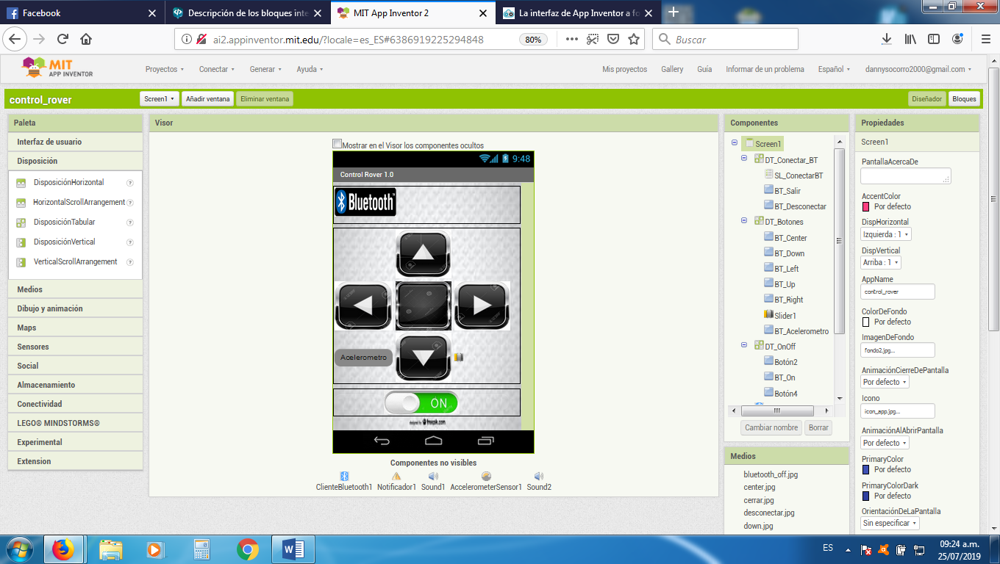 Facebook
Descripción de los bloques inte
MIT App Inventor 2
La interfaz de App Inventor a fo
ai2.appinventor.mit.edu/?locale=es_ES#6386919225294848
80%
Buscar
MIT
APP INVENTOR
Proyectos
Conectar
Generar
Ayuda
Mis proyectos
Gallery
Guía
Informar de un problema
Español
dannysocorro2000@gmail.com
control_rover
Screen1
Añadir ventana
Eliminar ventana
Diseñador
Bloques
Paleta
Interfaz de usuario
Disposición
DisposiciónHorizontal
HorizontalScrollArrangement
DisposiciónTabular
DisposiciónVertical
VerticalScrollArrangement
Medios
Dibujo y animación
Maps
Sensores
Social
Almacenamiento
Conectividad
LEGO® MINDSTORMS®
Experimental
Extension
Visor
Mostrar en el Visor los componentes ocultos
9:48
Control Rover 1.0
Bluetooth™
Acelerometro
ON
designed by freepik.com
Componentes no visibles
ClienteBluetooth1
Notificador1
Sound1
AccelerometerSensor1
Sound2
Componentes
Screen1
DT_Conectar_BT
SL_ConectarBT
BT_Salir
BT_Desconectar
DT_Botones
BT_Center
BT_Down
BT_Left
BT_Up
BT_Right
Slider1
BT_Acelerometro
DT_OnOff
Botón2
BT_On
Botón4
Cambiar nombre
Borrar
Medios
bluetooth_off.jpg
center.jpg
cerrar.jpg
desconectar.jpg
down.jpg
Propiedades
Screen1
PantallaAcercaDe
AccentColor
Por defecto
DispHorizontal
Izquierda : 1
DispVertical
Arriba : 1
AppName
control_rover
ColorDeFondo
Por defecto
ImagenDeFondo
fondo2.jpg...
AnimaciónCierreDePantalla
Por defecto
Icono
icon_app.jpg...
AnimaciónAlAbrirPantalla
Por defecto
PrimaryColor
Por defecto
PrimaryColorDark
Por defecto
OrientaciónDeLaPantalla
Sin especificar
ES
09:24 a.m.
25/07/2019